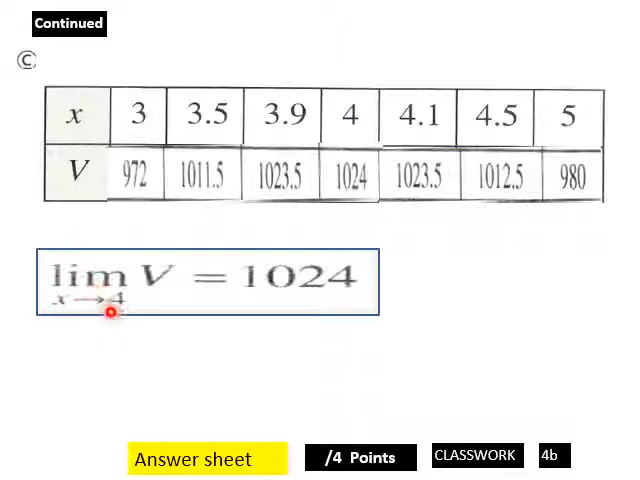 Continued
Ⓒ
x 3 3.5 3.9 4 4.1 4.5 5
V 972 1011.5 1023.5 1024 1023.5 1012.5 980
lim V = 1024
x→4
Answer sheet /4 Points CLASSWORK 4b